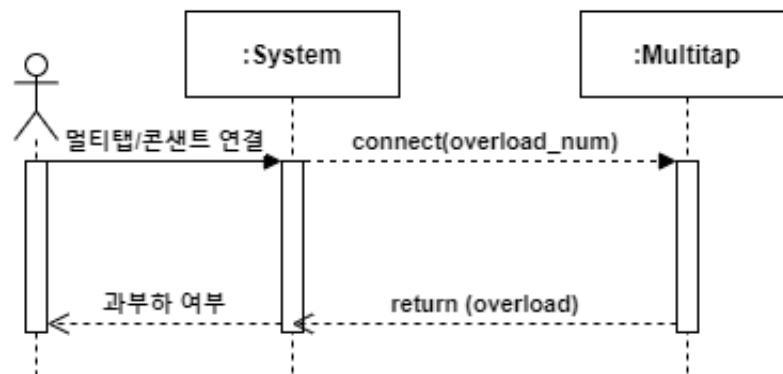 :System
:Multitap
멀티탭/콘샌트 연결
connect(overload_num)
과부하 여부
return (overload)